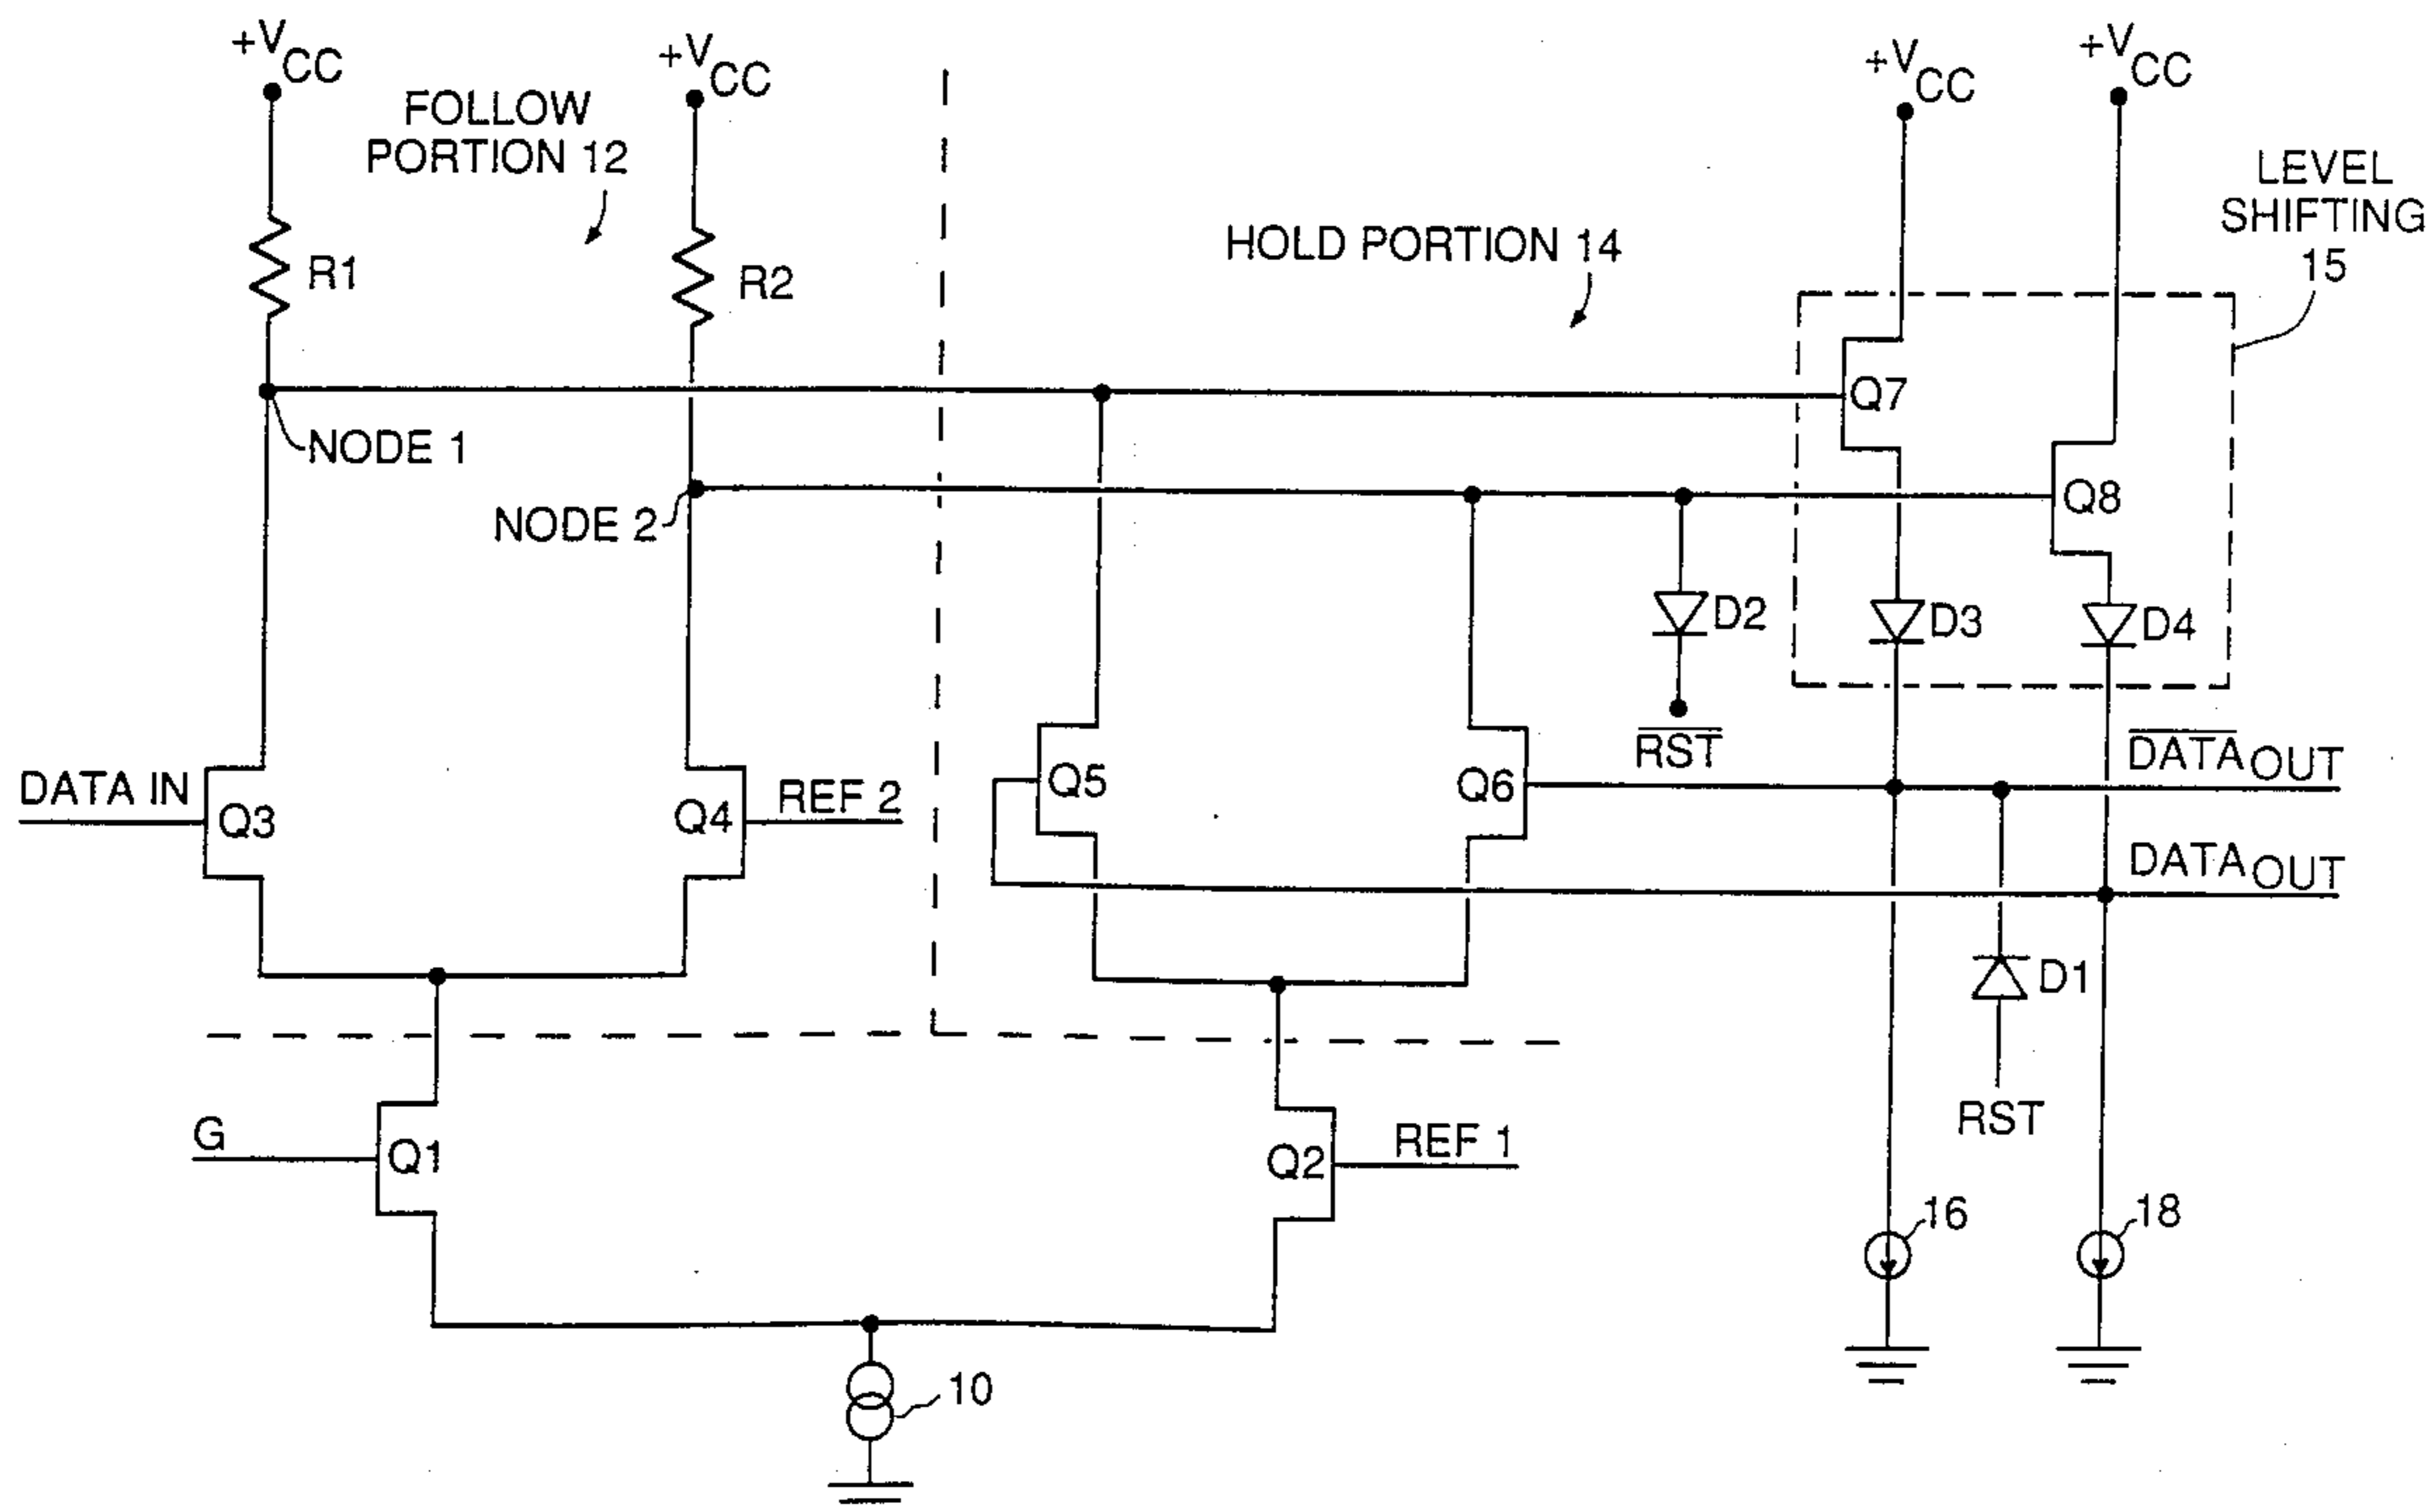 +VCC
+VCC
+VCC
+VCC
FOLLOW
PORTION 12
LEVEL
SHIFTING
15
HOLD PORTION 14
R1
R2
NODE 1
Q7
NODE 2
Q8
D2
D3
D4
R̅S̅T̅
D̅A̅T̅A̅OUT
DATA IN
Q3
Q4
REF 2
Q5
Q6
DATAOUT
D1
RST
G
Q1
Q2
REF 1
16
18
10